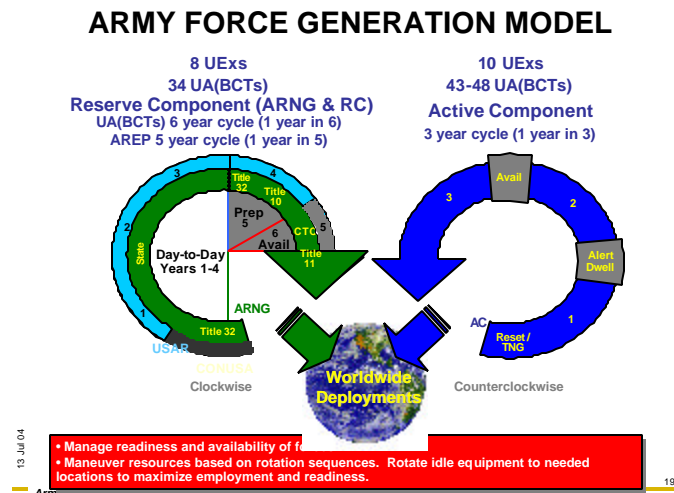 ARMY FORCE GENERATION MODEL
8 UExs
34 UA(BCTs)
Reserve Component (ARNG & RC)
UA(BCTs) 6 year cycle (1 year in 6)
AREP 5 year cycle (1 year in 5)
10 UExs
43-48 UA(BCTs)
Active Component
3 year cycle (1 year in 3)
3
4
Title
32
Title
10
Prep
5
6
Avail
CTC
5
Title
11
2
State
Day-to-Day
Years 1-4
1
Title 32
ARNG
USAR
CONUSA
Clockwise
Avail
3
2
Alert
Dwell
1
AC
Reset /
TNG
Counterclockwise
Worldwide
Deployments
• Manage readiness and availability of
• Maneuver resources based on rotation sequences. Rotate idle equipment to needed
locations to maximize employment and readiness.
13 Jul 04
19